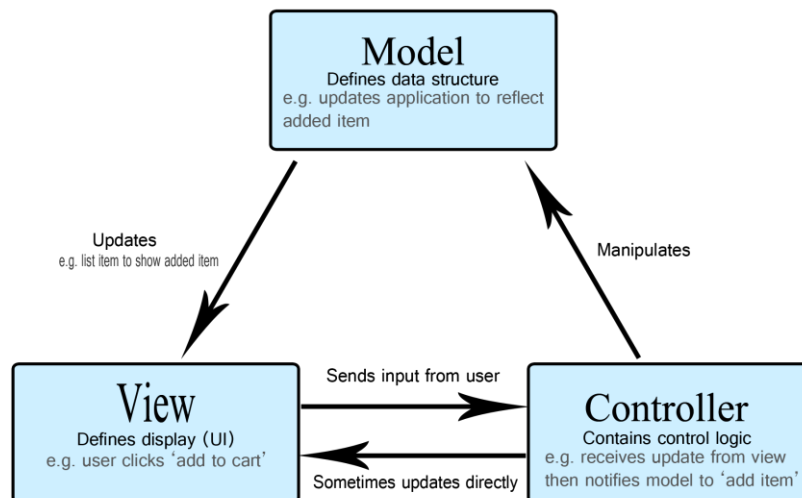 Model
Defines data structure
e.g. updates application to reflect
added item
Updates
e.g. list item to show added item
Manipulates
View
Defines display (UI)
e.g. user clicks ‘add to cart’
Sends input from user
Sometimes updates directly
Controller
Contains control logic
e.g. receives update from view
then notifies model to ‘add item’